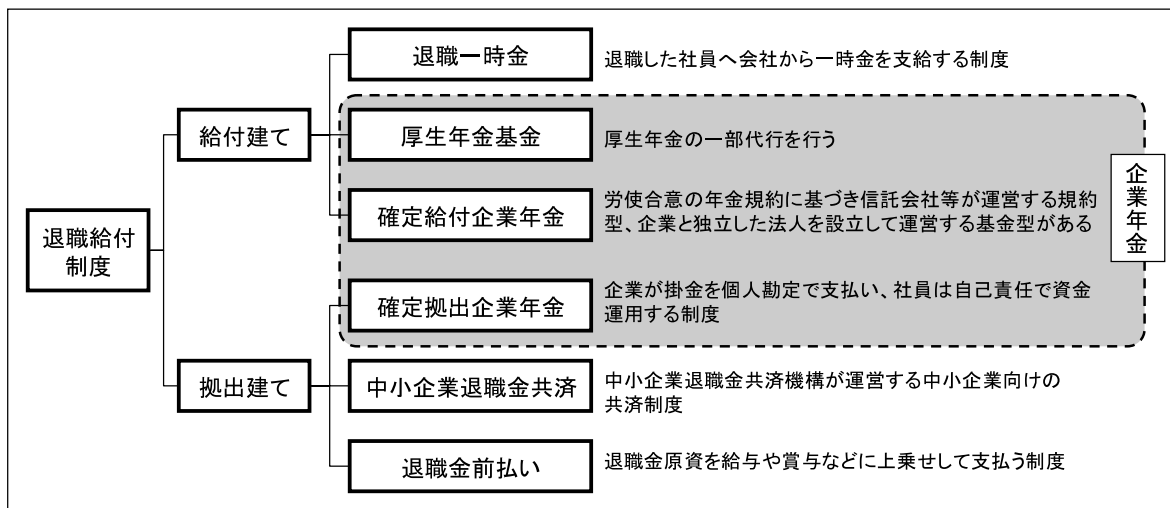 退職給付
制度
給付建て
退職一時金
退職した社員へ会社から一時金を支給する制度
厚生年金基金
厚生年金の一部代行を行う
確定給付企業年金
労使合意の年金規約に基づき信託会社等が運営する規約
型、企業と独立した法人を設立して運営する基金型がある
企業年金
拠出建て
確定拠出企業年金
企業が掛金を個人勘定で支払い、社員は自己責任で資金
運用する制度
中小企業退職金共済
中小企業退職金共済機構が運営する中小企業向けの
共済制度
退職金前払い
退職金原資を給与や賞与などに上乗せして支払う制度